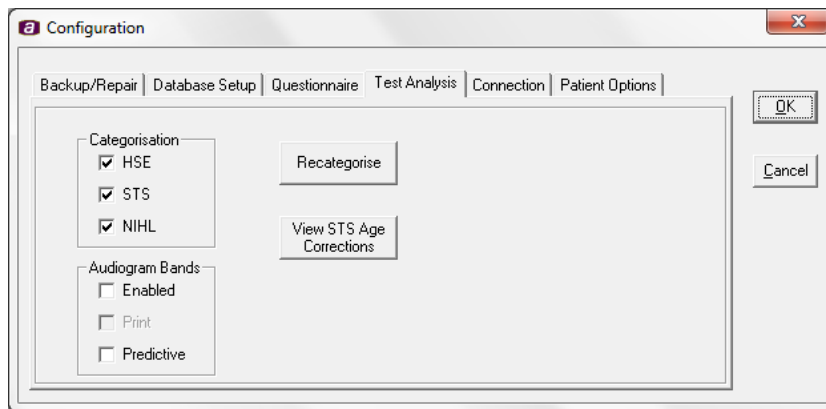 a Configuration
x
Backup/Repair Database Setup Questionnaire Test Analysis Connection Patient Options
OK
Cancel
Categorisation
HSE
STS
NIHL
Recategorise
View STS Age
Corrections
Audiogram Bands
Enabled
Print
Predictive